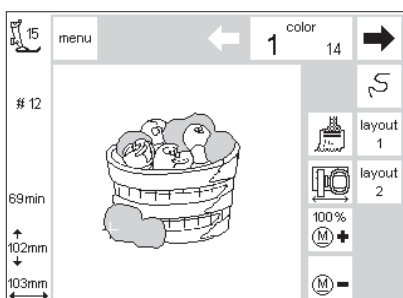 15
menu
color
1 14
# 12
layout
1
layout
2
69min
102mm
103mm
100%
M +
M -